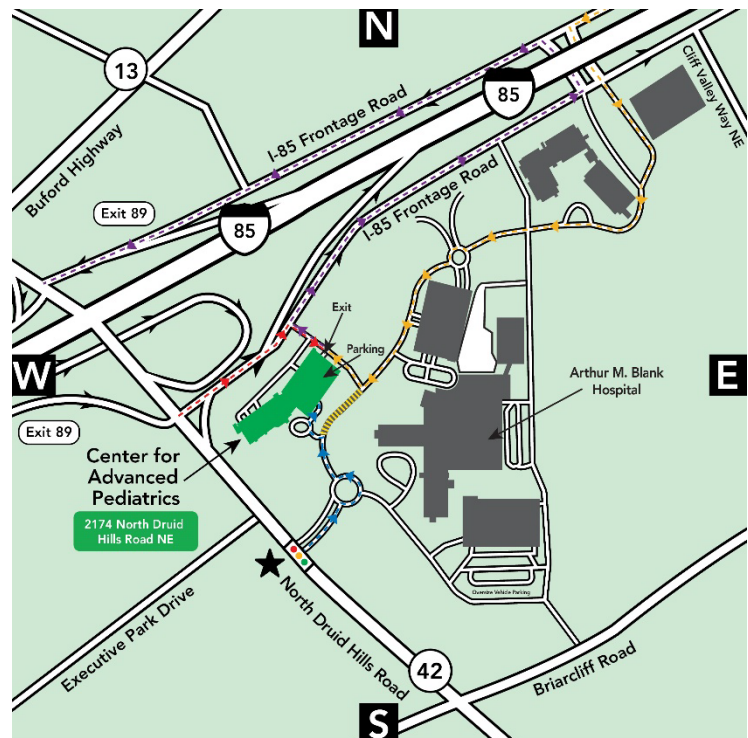 N
13
Buford Highway
85
I-85 Frontage Road
Cliff Valley Way NE
Exit 89
85
I-85 Frontage Road
Exit
Parking
W
E
Arthur M. Blank
Hospital
Exit 89
Center for
Advanced
Pediatrics
2174 North Druid
Hills Road NE
Oversize Vehicle Parking
Executive Park Drive
North Druid Hills Road
42
Briarcliff Road
S